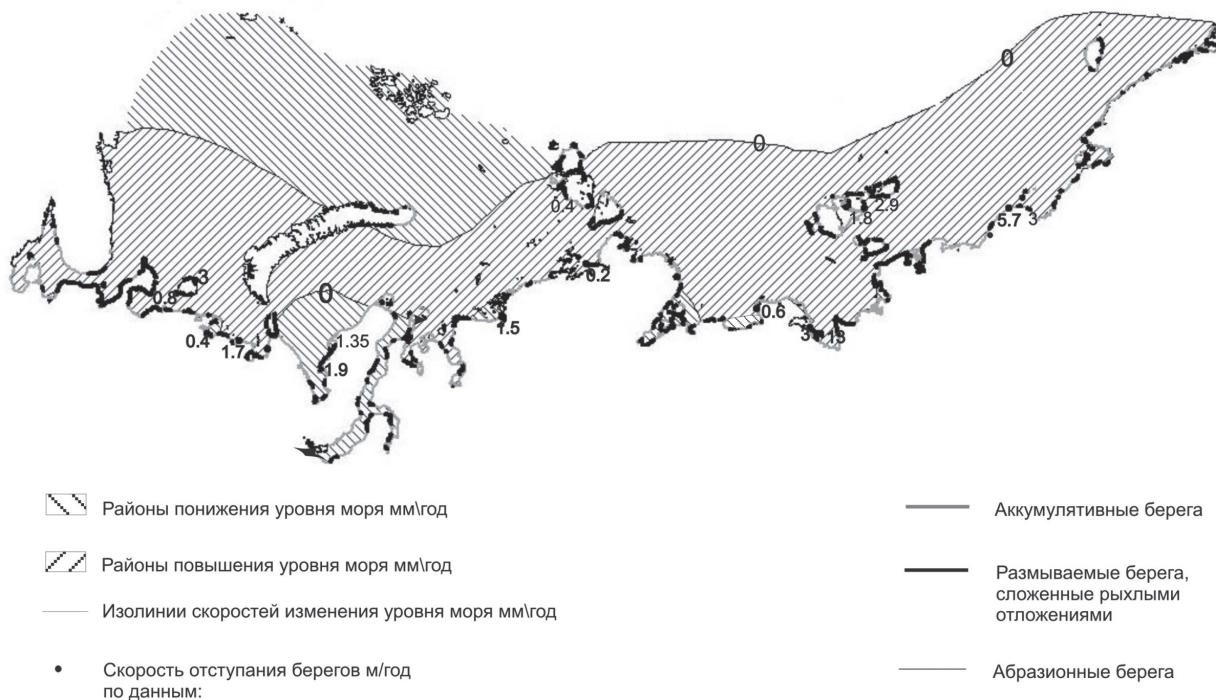 0
0
0.4
1.8
2.9
5.7
3
3
0.8
0.2
0
0.4
1.7
1
1.35
1.9
1.5
0.6
3
13
Районы понижения уровня моря мм\год
Районы повышения уровня моря мм\год
Изолинии скоростей изменения уровня моря мм\год
Скорость отступания берегов м/год
по данным:
Аккумулятивные берега
Размываемые берега,
сложенные рыхлыми
отложениями
Абразионные берега